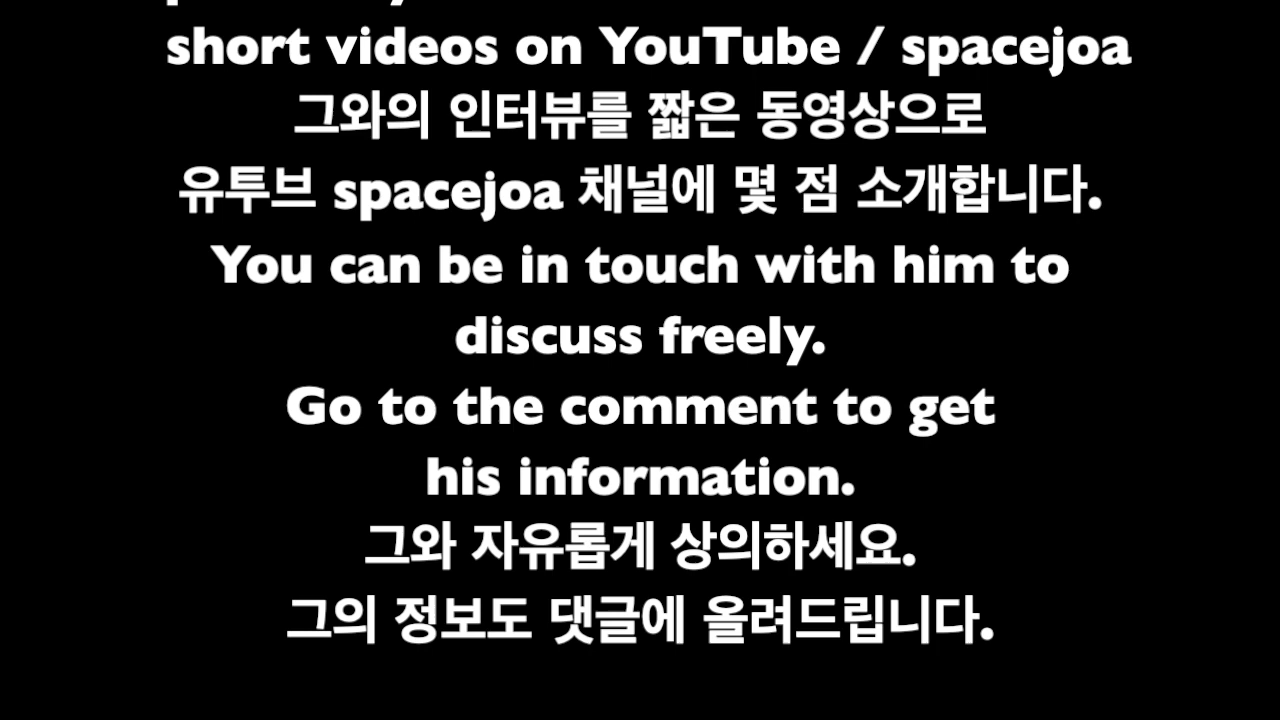 short videos on YouTube / spacejoa
그와의 인터뷰를 짧은 동영상으로
유투브 spacejoa 채널에 몇 점 소개합니다.
You can be in touch with him to
discuss freely.
Go to the comment to get
his information.
그와 자유롭게 상의하세요.
그의 정보도 댓글에 올려드립니다.